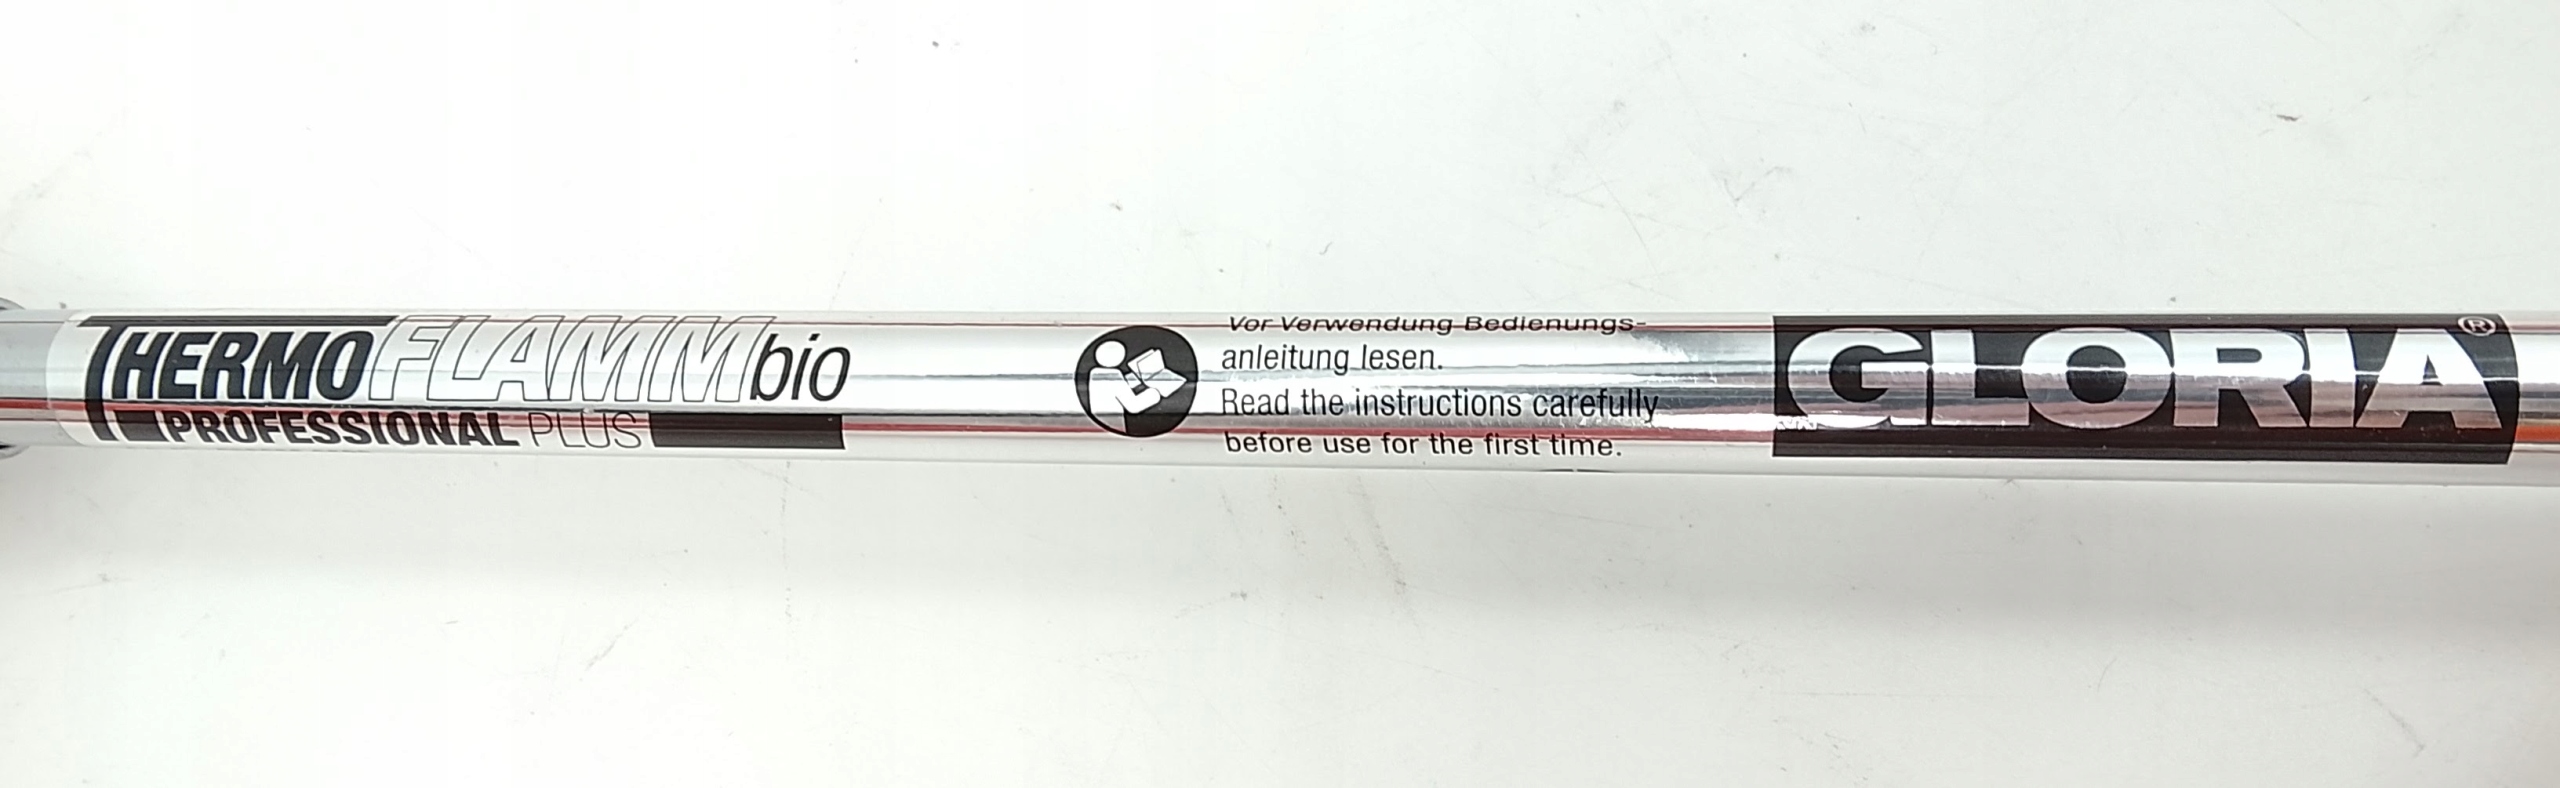 THERMOFLAMMbio
PROFESSIONAL PLUS
Vor Verwendung Bedienungs-
anleitung lesen.
Read the instructions carefully
before use for the first time.
GLORIA®